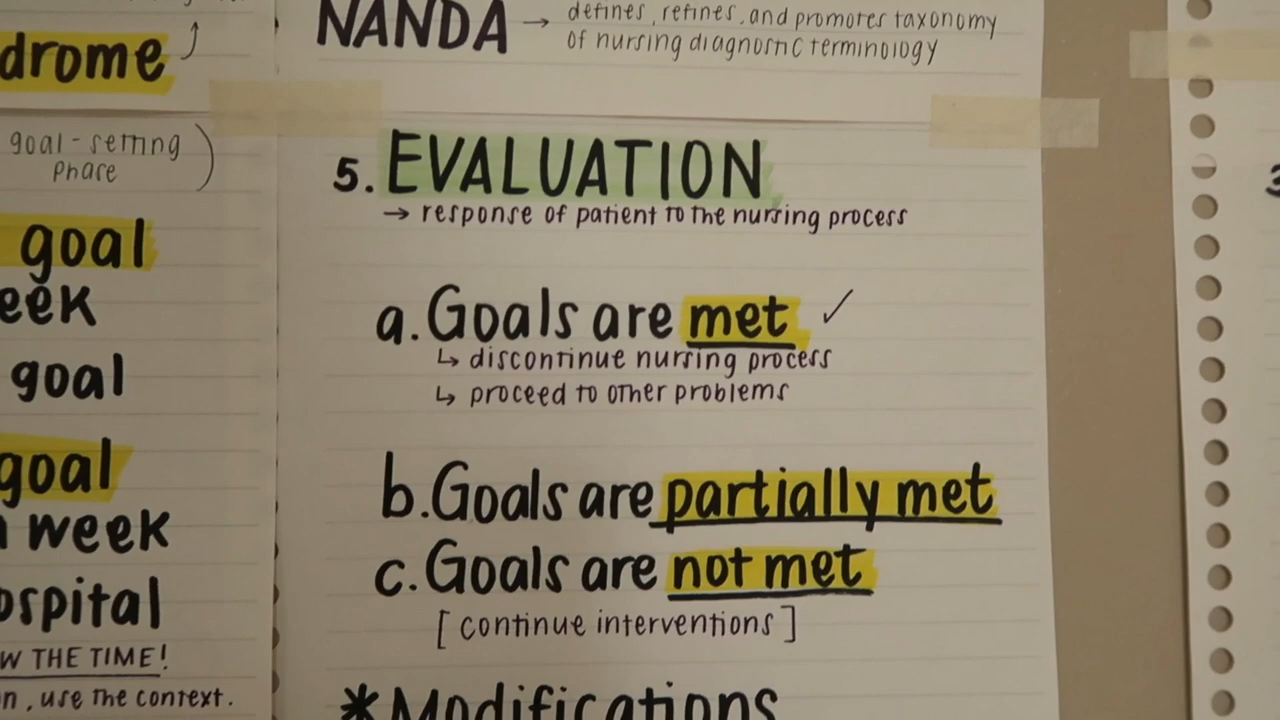 drome
goal-setting
phase
goal
eek
goal
goal
week
ospital
W THE TIME!
n, use the context.
NANDA → defines, refines, and promotes taxonomy
of nursing diagnostic terminology
5. EVALUATION
→ response of patient to the nursing process
a. Goals are met ✓
↳ discontinue nursing process
↳ proceed to other problems
b. Goals are partially met
c. Goals are not met
[continue interventions]
*Modifications